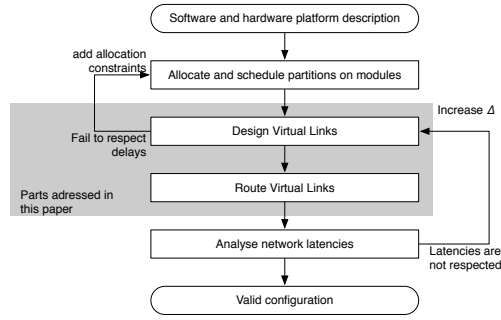 Software and hardware platform description
add allocation
constraints
Allocate and schedule partitions on modules
Increase Δ
Design Virtual Links
Fail to respect
delays
Route Virtual Links
Parts adressed in
this paper
Analyse network latencies
Latencies are
not respected
Valid configuration